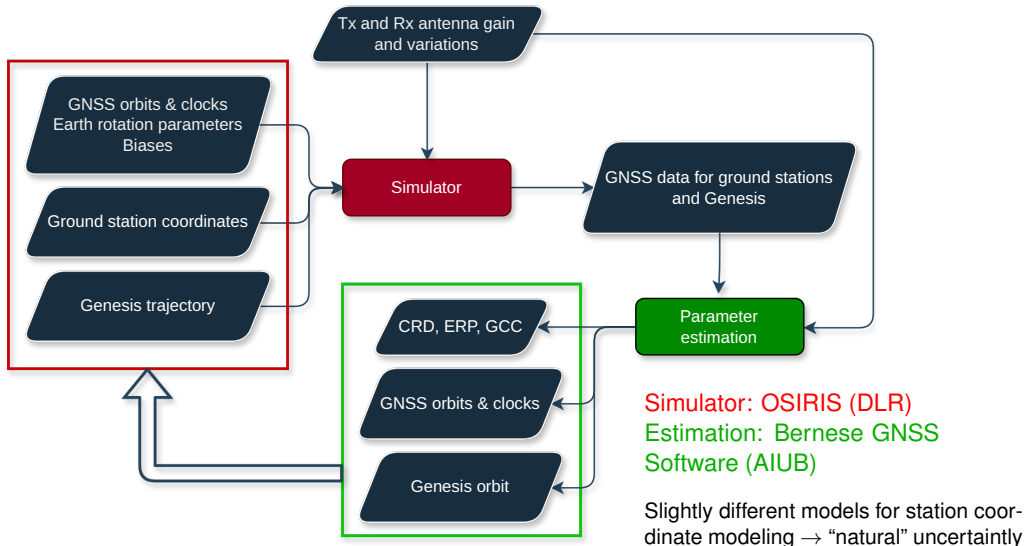 Tx and Rx antenna gain
and variations
GNSS orbits & clocks
Earth rotation parameters
Biases
Ground station coordinates
Genesis trajectory
Simulator
GNSS data for ground stations
and Genesis
Parameter
estimation
CRD, ERP, GCC
GNSS orbits & clocks
Genesis orbit
Simulator: OSIRIS (DLR)
Estimation: Bernese GNSS
Software (AIUB)
Slightly different models for station coor-
dinate modeling → “natural” uncertaintly